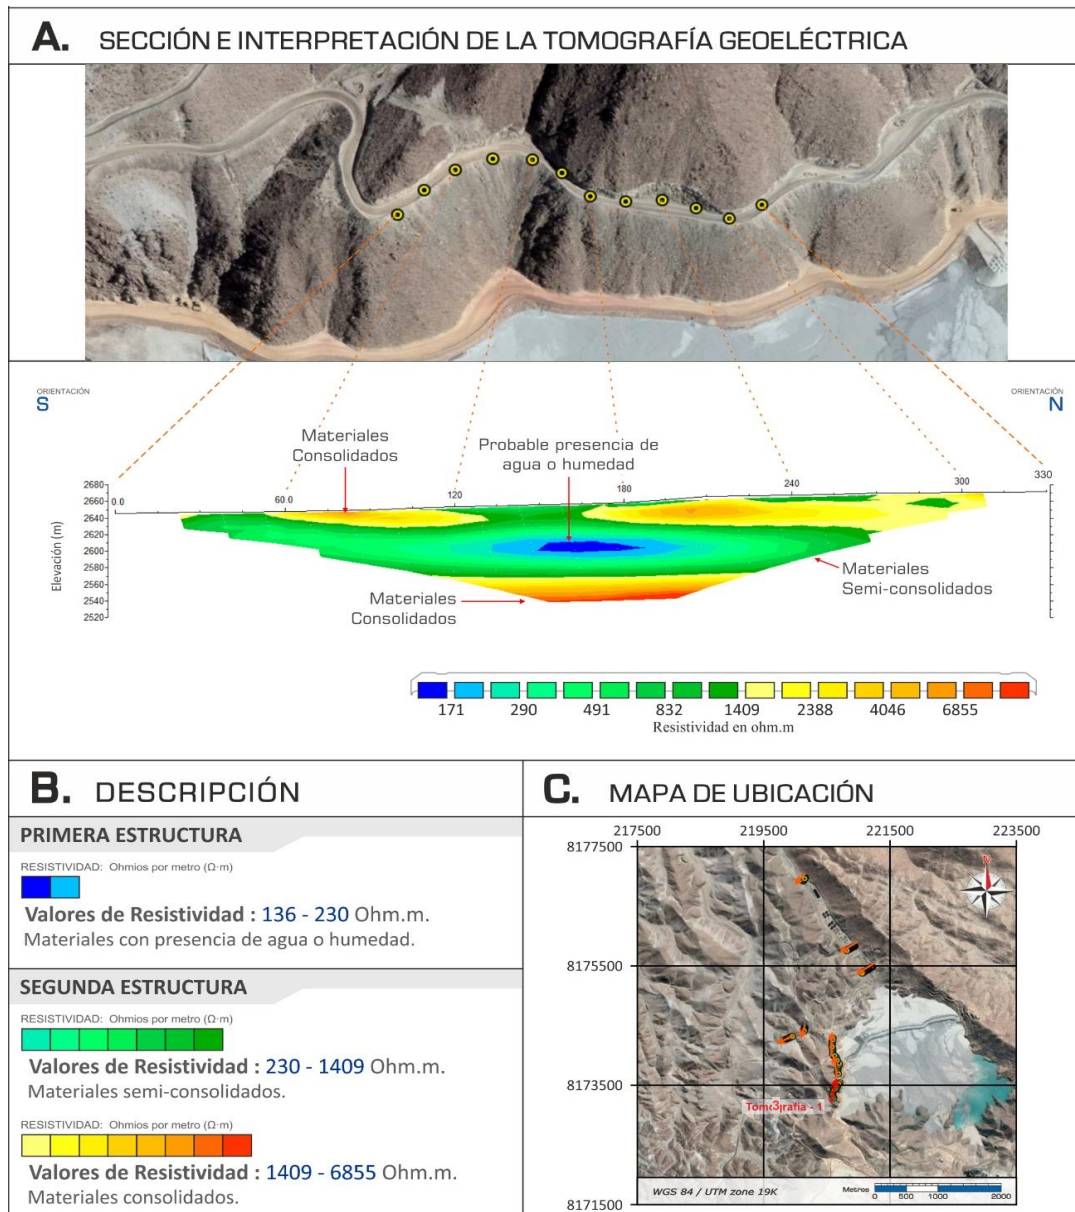 A. SECCIÓN E INTERPRETACIÓN DE LA TOMOGRAFÍA GEOELÉCTRICA
ORIENTACIÓN
S
ORIENTACIÓN
N
Materiales
Consolidados
Probable presencia de
agua o humedad
330
2680
2640
2600
2560
2540
2520
Elevación (m)
0.0
60.0
120
180
240
300
Materiales
Semi-consolidados
Materiales
Consolidados
171 290 491 832 1409 2388 4046 6855
Resistividad en ohm.m
B. DESCRIPCIÓN
PRIMERA ESTRUCTURA
RESISTIVIDAD: Ohmios por metro (Ω·m)
Valores de Resistividad : 136 - 230 Ohm.m.
Materiales con presencia de agua o humedad.
SEGUNDA ESTRUCTURA
RESISTIVIDAD: Ohmios por metro (Ω·m)
Valores de Resistividad : 230 - 1409 Ohm.m.
Materiales semi-consolidados.
RESISTIVIDAD: Ohmios por metro (Ω·m)
Valores de Resistividad : 1409 - 6855 Ohm.m.
Materiales consolidados.
C. MAPA DE UBICACIÓN
217500 219500 221500 223500
8177500
8175500
8173500
8171500
N
3
- 1
WGS 84 / UTM zone 19K
Metros
0 500 1000 2000